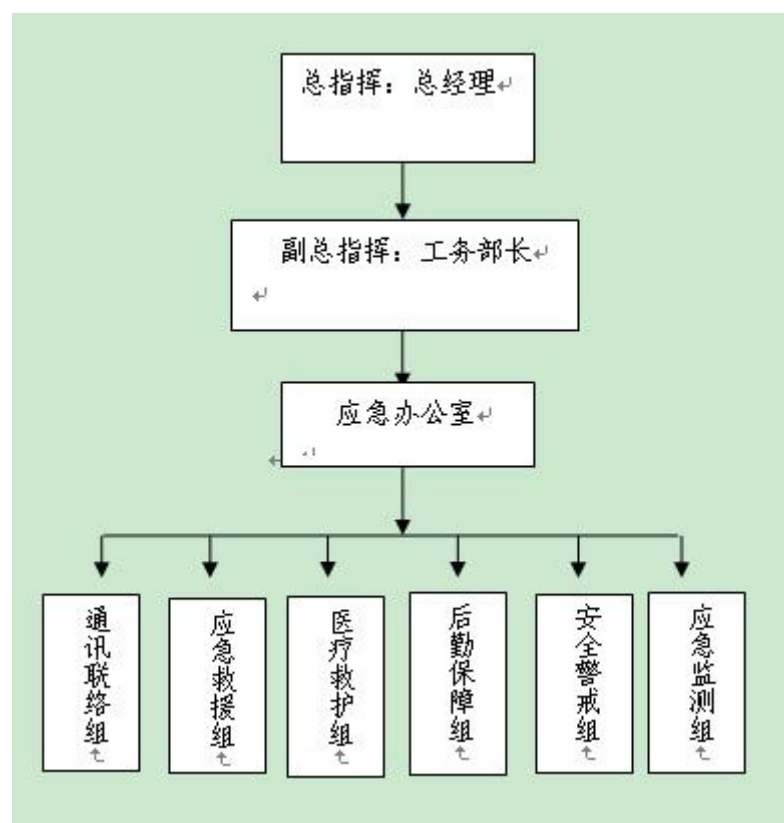 总指挥：总经理
副总指挥：工务部长
应急办公室
通讯联络组
应急救援组
医疗救护组
后勤保障组
安全警戒组
应急监测组